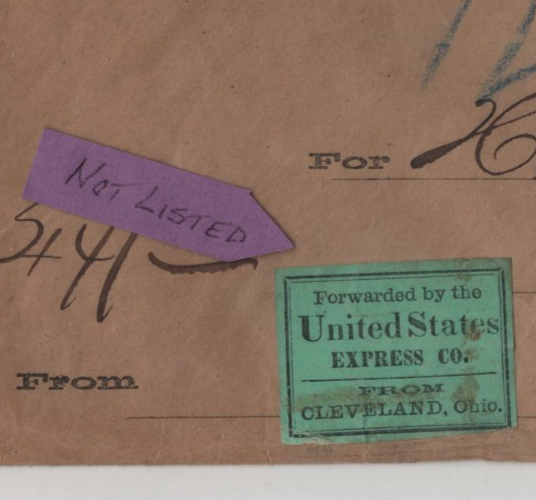 For
NOT LISTED
Forwarded by the
United States
EXPRESS CO.
From
FROM
CLEVELAND, Ohio.